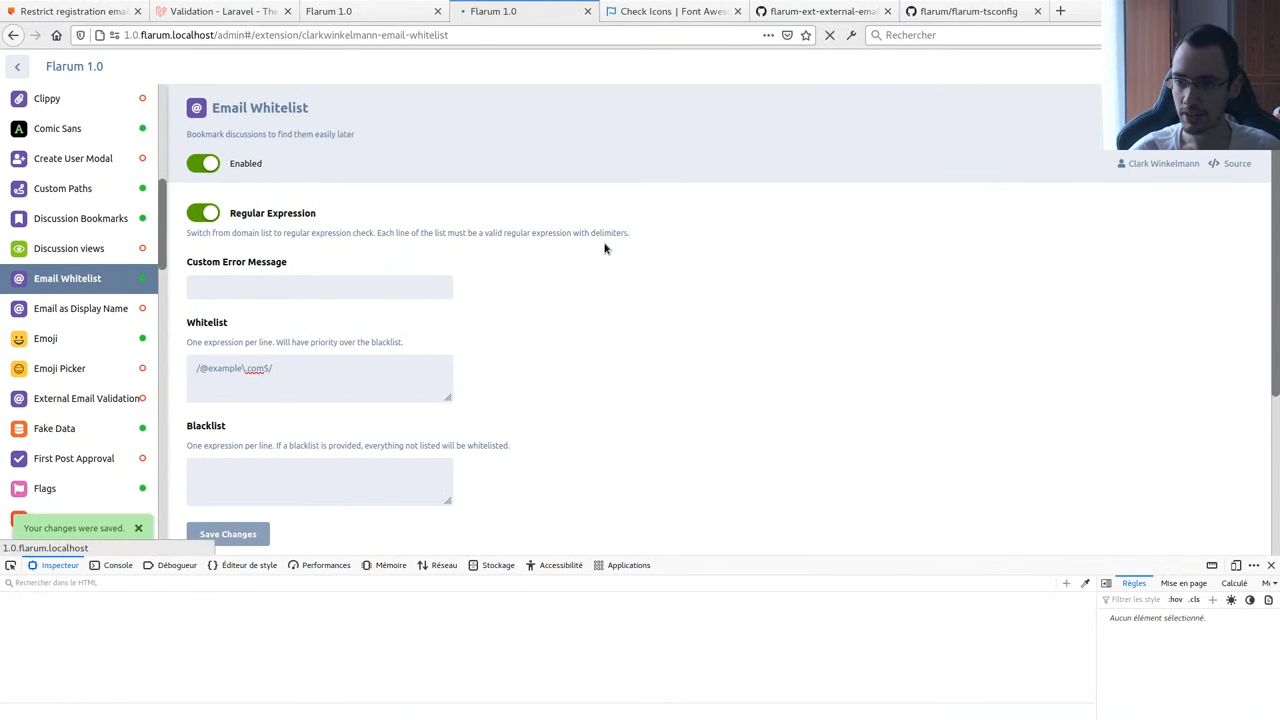 Restrict registration emai
Validation - Laravel - The
Flarum 1.0
Flarum 1.0
Check Icons | Font Awes
flarum-ext-external-ema
flarum/flarum-tsconfig
1.0.flarum.localhost/admin#/extension/clarkwinkelmann-email-whitelist
Rechercher
Flarum 1.0
Clippy
Comic Sans
Create User Modal
Custom Paths
Discussion Bookmarks
Discussion views
Email Whitelist
Email as Display Name
Emoji
Emoji Picker
External Email Validation
Fake Data
First Post Approval
Flags
Your changes were saved.
1.0.flarum.localhost
Email Whitelist
Bookmark discussions to find them easily later
Enabled
Clark Winkelmann
Source
Regular Expression
Switch from domain list to regular expression check. Each line of the list must be a valid regular expression with delimiters.
Custom Error Message
Whitelist
One expression per line. Will have priority over the blacklist.
/@example\.com$/
Blacklist
One expression per line. If a blacklist is provided, everything not listed will be whitelisted.
Save Changes
Inspecteur
Console
Débogueur
Éditeur de style
Performances
Mémoire
Réseau
Stockage
Accessibilité
Applications
Rechercher dans le HTML
Règles
Mise en page
Calculé
Filtrer les style
:hov
.cls
Aucun élément sélectionné.